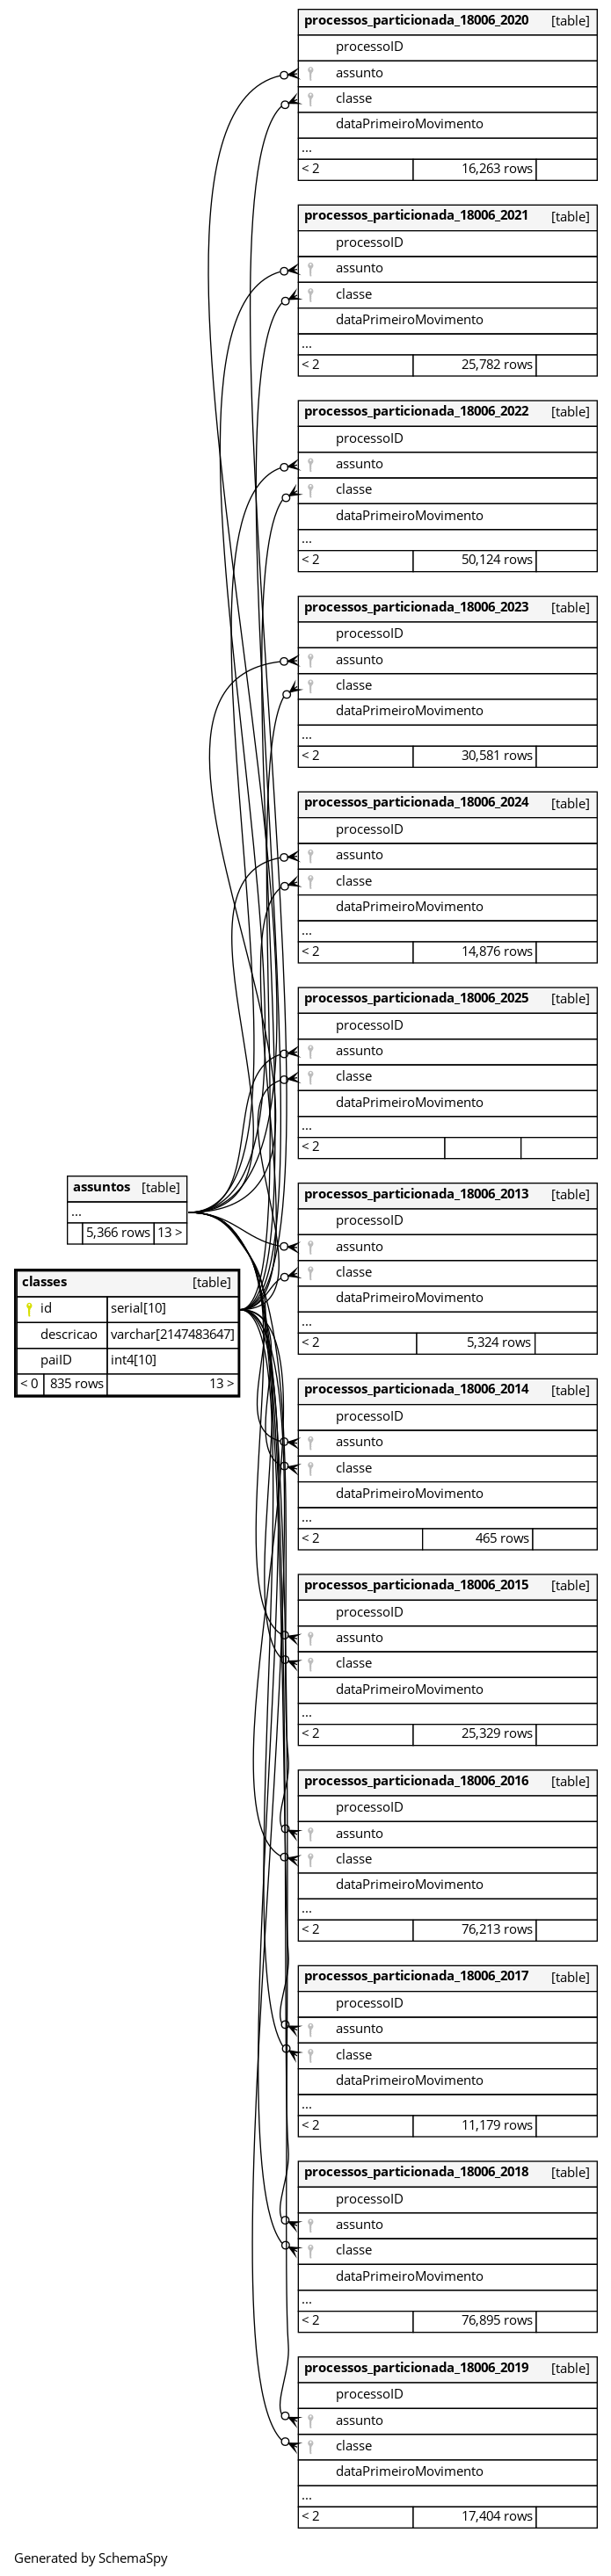 processos_particionada_18006_2020 [table]
processoID
assunto
classe
dataPrimeiroMovimento
...
< 2 16,263 rows
processos_particionada_18006_2021 [table]
processoID
assunto
classe
dataPrimeiroMovimento
...
< 2 25,782 rows
processos_particionada_18006_2022 [table]
processoID
assunto
classe
dataPrimeiroMovimento
...
< 2 50,124 rows
processos_particionada_18006_2023 [table]
processoID
assunto
classe
dataPrimeiroMovimento
...
< 2 30,581 rows
processos_particionada_18006_2024 [table]
processoID
assunto
classe
dataPrimeiroMovimento
...
< 2 14,876 rows
processos_particionada_18006_2025 [table]
processoID
assunto
classe
dataPrimeiroMovimento
...
< 2
assuntos [table]
...
5,366 rows 13 >
classes [table]
id serial[10]
descricao varchar[2147483647]
paiID int4[10]
< 0 835 rows 13 >
processos_particionada_18006_2013 [table]
processoID
assunto
classe
dataPrimeiroMovimento
...
< 2 5,324 rows
processos_particionada_18006_2014 [table]
processoID
assunto
classe
dataPrimeiroMovimento
...
< 2 465 rows
processos_particionada_18006_2015 [table]
processoID
assunto
classe
dataPrimeiroMovimento
...
< 2 25,329 rows
processos_particionada_18006_2016 [table]
processoID
assunto
classe
dataPrimeiroMovimento
...
< 2 76,213 rows
processos_particionada_18006_2017 [table]
processoID
assunto
classe
dataPrimeiroMovimento
...
< 2 11,179 rows
processos_particionada_18006_2018 [table]
processoID
assunto
classe
dataPrimeiroMovimento
...
< 2 76,895 rows
processos_particionada_18006_2019 [table]
processoID
assunto
classe
dataPrimeiroMovimento
...
< 2 17,404 rows
Generated by SchemaSpy